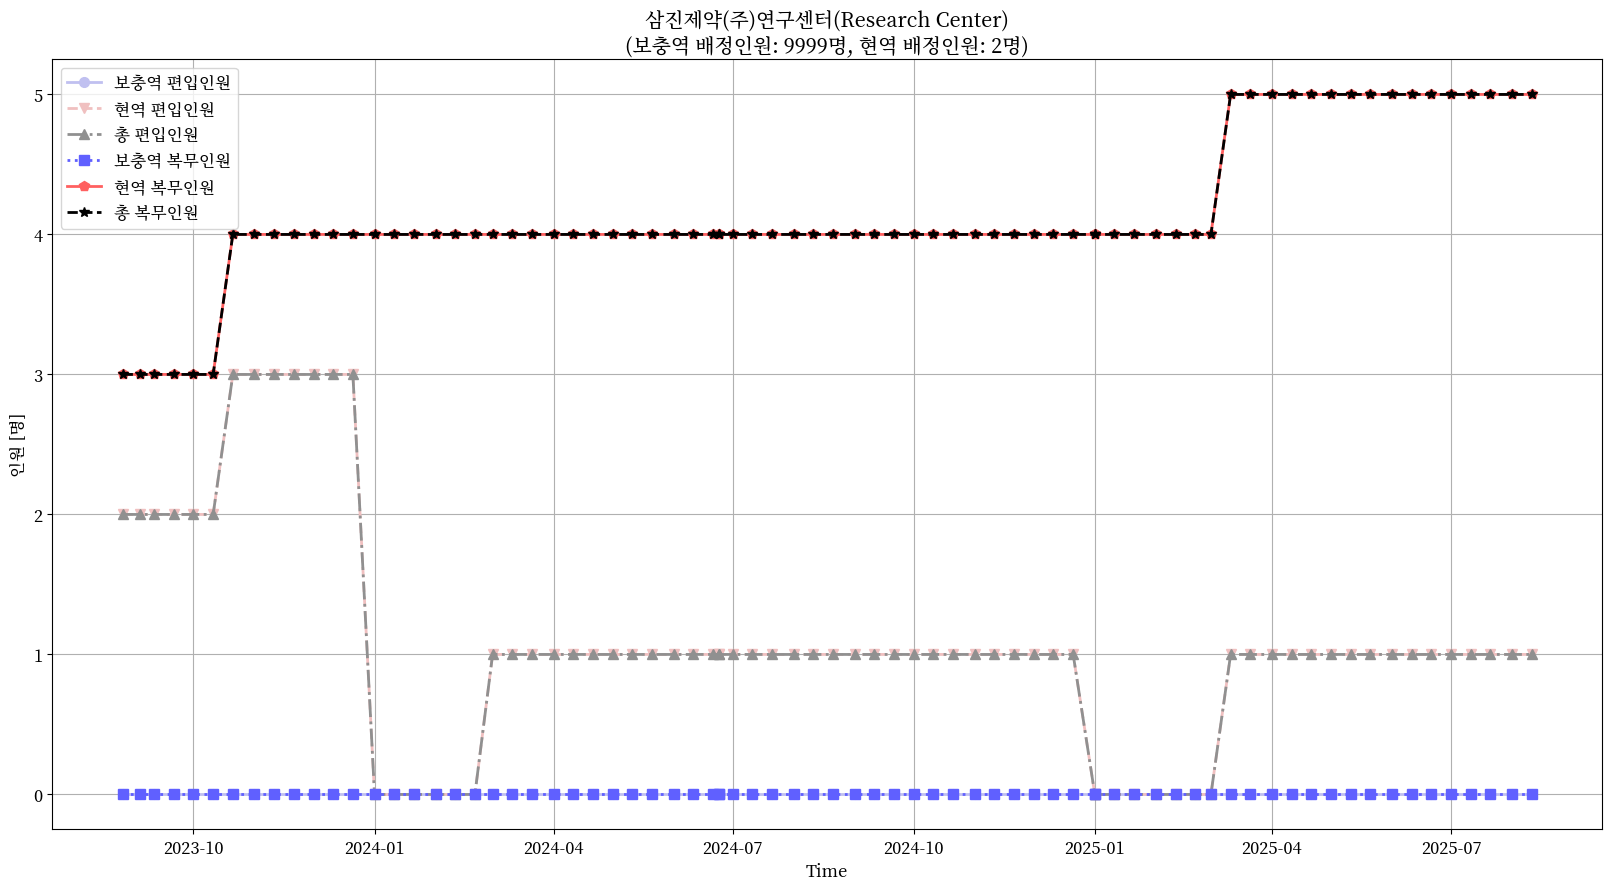 삼진제약(주)연구센터(Research Center)
(보충역 배정인원: 9999명, 현역 배정인원: 2명)
보충역 편입인원
현역 편입인원
총 편입인원
보충역 복무인원
현역 복무인원
총 복무인원
인원 [명]
5
4
3
2
1
0
2023-10 2024-01 2024-04 2024-07 2024-10 2025-01 2025-04 2025-07
Time